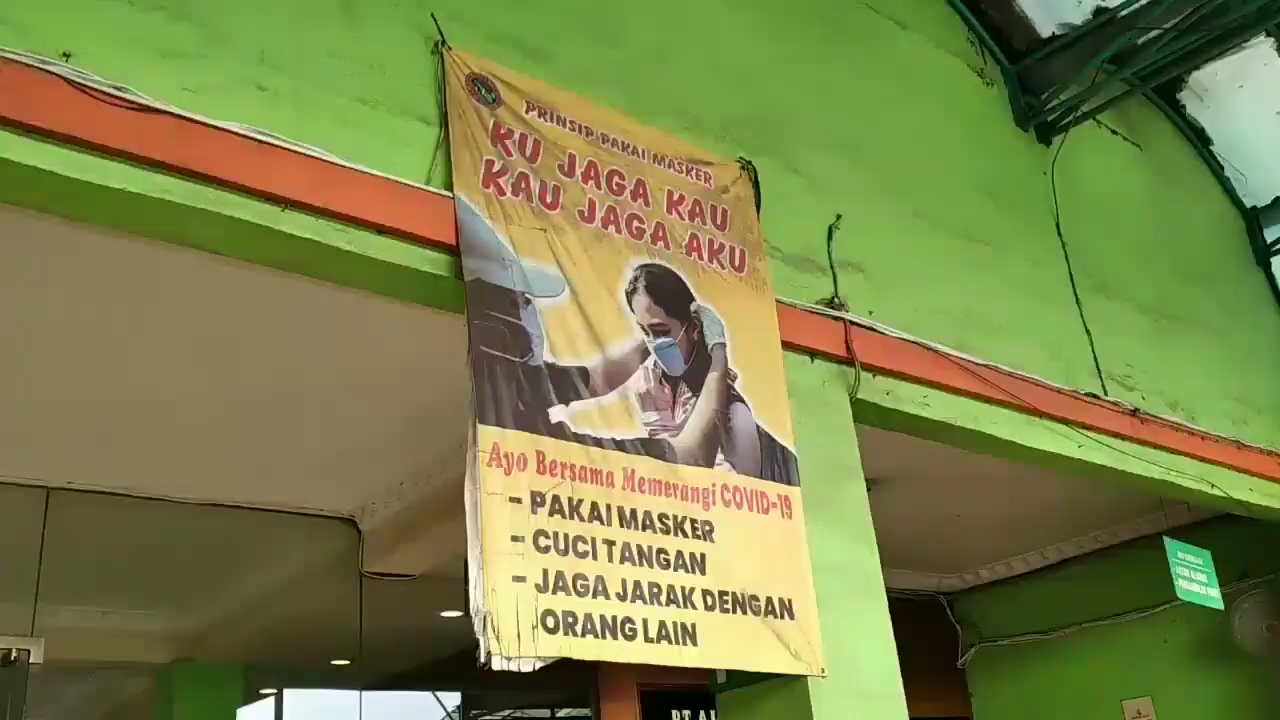 PRINSIP PAKAI MASKER
KU JAGA KAU
KAU JAGA AKU
Ayo Bersama Memerangi COVID-19
- PAKAI MASKER
- CUCI TANGAN
- JAGA JARAK DENGAN
ORANG LAIN